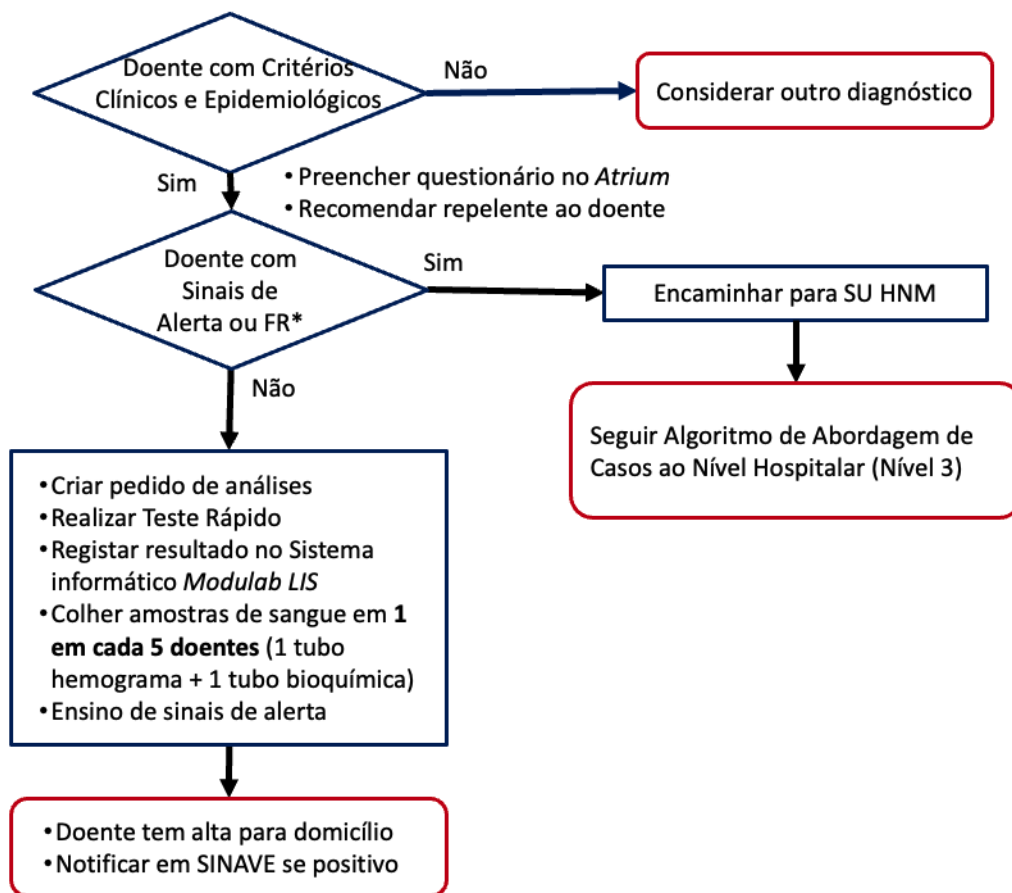 Doente com Critérios
Clínicos e Epidemiológicos
Não
Considerar outro diagnóstico
Sim
• Preencher questionário no Atrium
• Recomendar repelente ao doente
Doente com
Sinais de
Alerta ou FR*
Sim
Encaminhar para SU HNM
Não
Seguir Algoritmo de Abordagem de
Casos ao Nível Hospitalar (Nível 3)
• Criar pedido de análises
• Realizar Teste Rápido
• Registar resultado no Sistema
informático Modulab LIS
• Colher amostras de sangue em 1
em cada 5 doentes (1 tubo
hemograma + 1 tubo bioquímica)
• Ensino de sinais de alerta
• Doente tem alta para domicílio
• Notificar em SINAVE se positivo